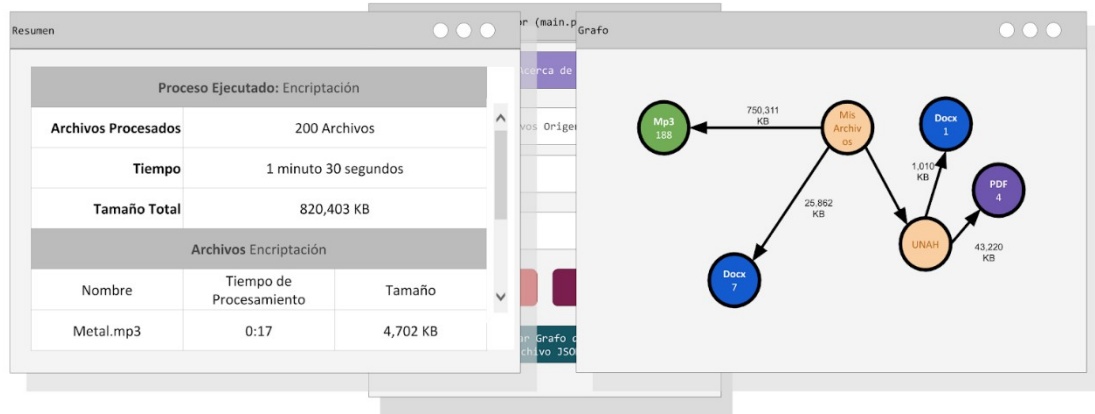 Resumen
Proceso Ejecutado: Encriptación
Archivos Procesados 200 Archivos
Tiempo 1 minuto 30 segundos
Tamaño Total 820,403 KB
Archivos Encriptación
Nombre
Tiempo de
Procesamiento
Tamaño
Metal.mp3 0:17 4,702 KB
(main.p
Acerca de
Orige
Grafo d
JSO
Grafo
Mp3
188
750,311
KB
Mis
Archiv
os
Docx
1
1,010
KB
PDF
4
25,862
KB
UNAH
43,220
KB
Docx
7